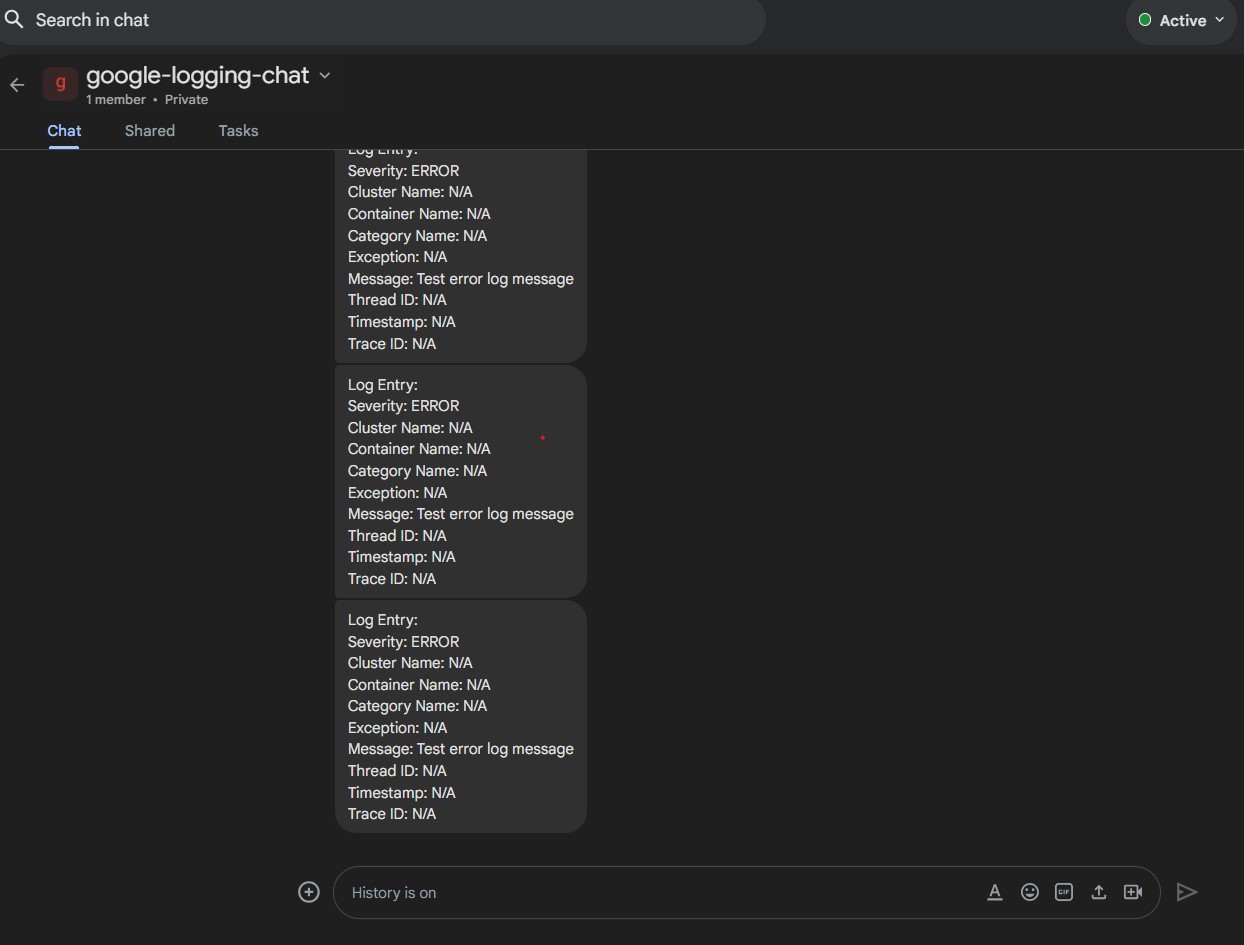 Search in chat
Active
g
google-logging-chat
1 member • Private
Chat Shared Tasks
Log Entry:
Severity: ERROR
Cluster Name: N/A
Container Name: N/A
Category Name: N/A
Exception: N/A
Message: Test error log message
Thread ID: N/A
Timestamp: N/A
Trace ID: N/A
Log Entry:
Severity: ERROR
Cluster Name: N/A
Container Name: N/A
Category Name: N/A
Exception: N/A
Message: Test error log message
Thread ID: N/A
Timestamp: N/A
Trace ID: N/A
Log Entry:
Severity: ERROR
Cluster Name: N/A
Container Name: N/A
Category Name: N/A
Exception: N/A
Message: Test error log message
Thread ID: N/A
Timestamp: N/A
Trace ID: N/A
History is on
A
GIF